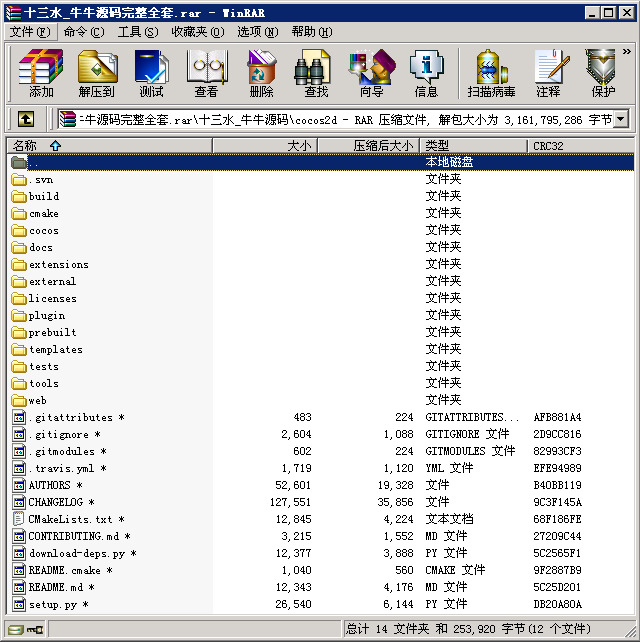 十三水_牛牛源码完整全套.rar - WinRAR
文件(F) 命令(C) 工具(S) 收藏夹(O) 选项(N) 帮助(H)
添加 解压到 测试 查看 删除 查找 向导 信息 扫描病毒 注释 保护 »
牛源码完整全套.rar\十三水_牛牛源码\cocos2d - RAR 压缩文件, 解包大小为 3,161,795,286 字节
名称 大小 压缩后大小 类型 CRC32
.. 本地磁盘
.svn 文件夹
build 文件夹
cmake 文件夹
cocos 文件夹
docs 文件夹
extensions 文件夹
external 文件夹
licenses 文件夹
plugin 文件夹
prebuilt 文件夹
templates 文件夹
tests 文件夹
tools 文件夹
web 文件夹
.gitattributes * 483 224 GITATTRIBUTES... AFB881A4
.gitignore * 2,604 1,088 GITIGNORE 文件 2D9CC816
.gitmodules * 602 224 GITMODULES 文件 82993CF3
.travis.yml * 1,719 1,120 YML 文件 EFE94989
AUTHORS * 52,601 19,328 文件 B40BB119
CHANGELOG * 127,551 35,856 文件 9C3F145A
CMakeLists.txt * 12,845 4,224 文本文档 68F186FE
CONTRIBUTING.md * 3,215 1,552 MD 文件 27209C44
download-deps.py * 12,377 3,888 PY 文件 5C2565F1
README.cmake * 1,040 560 CMAKE 文件 9F2887B9
README.md * 12,343 4,176 MD 文件 5C25D201
setup.py * 26,540 6,144 PY 文件 DB20A80A
总计 14 文件夹 和 253,920 字节(12 个文件)